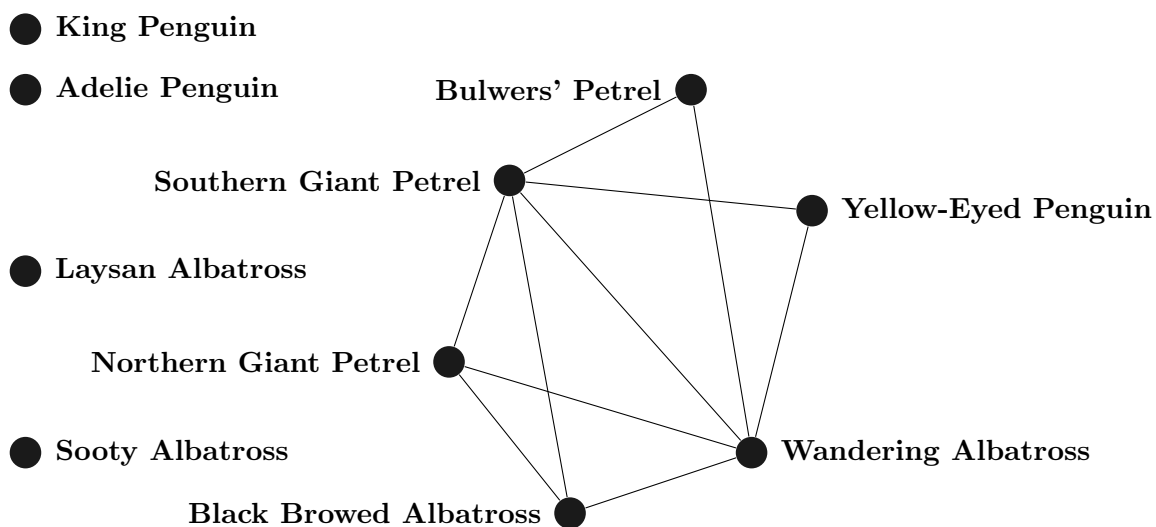 King Penguin
Adelie Penguin
Bulwers’ Petrel
Southern Giant Petrel
Yellow-Eyed Penguin
Laysan Albatross
Northern Giant Petrel
Sooty Albatross
Wandering Albatross
Black Browed Albatross